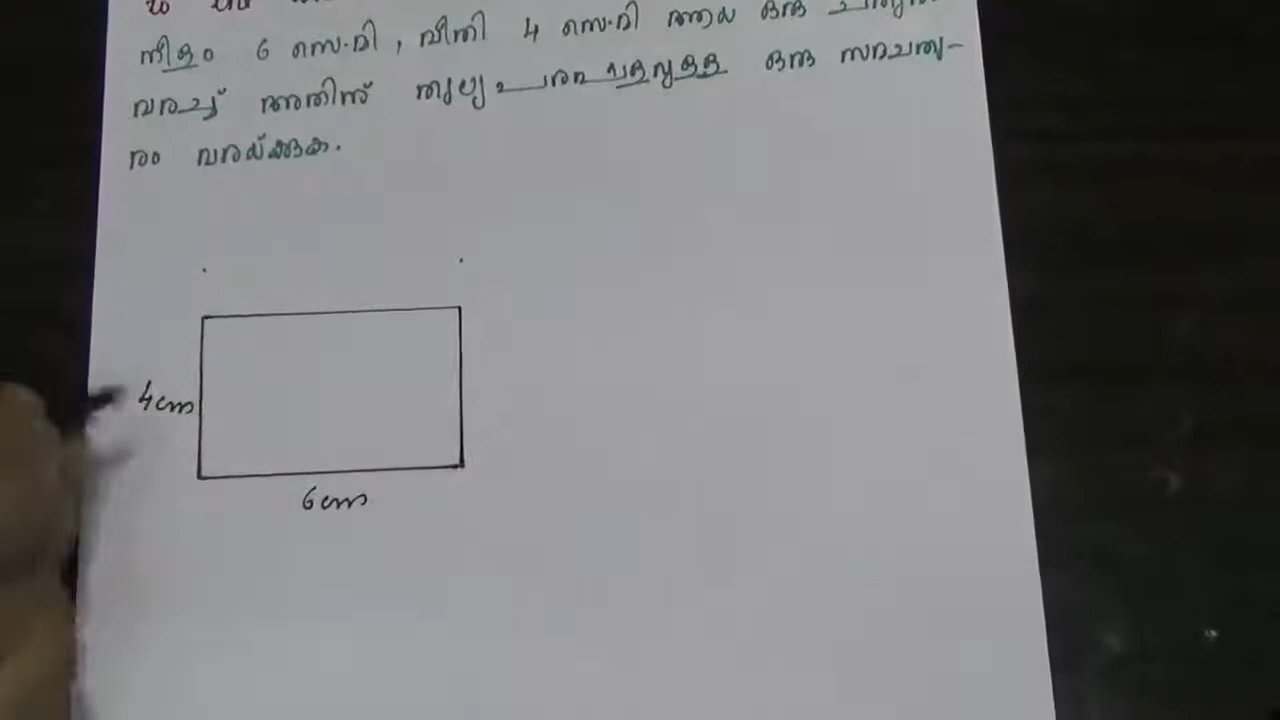 നീളം 6 സെ.മി, വീതി 4 സെ.മി ആയ ഒരു
വരച്ച് അതിന് തുല്യ പരപ്പളവുള്ള ഒരു സമചതു-
രം വരയ്ക്കുക.
4cm
6cm